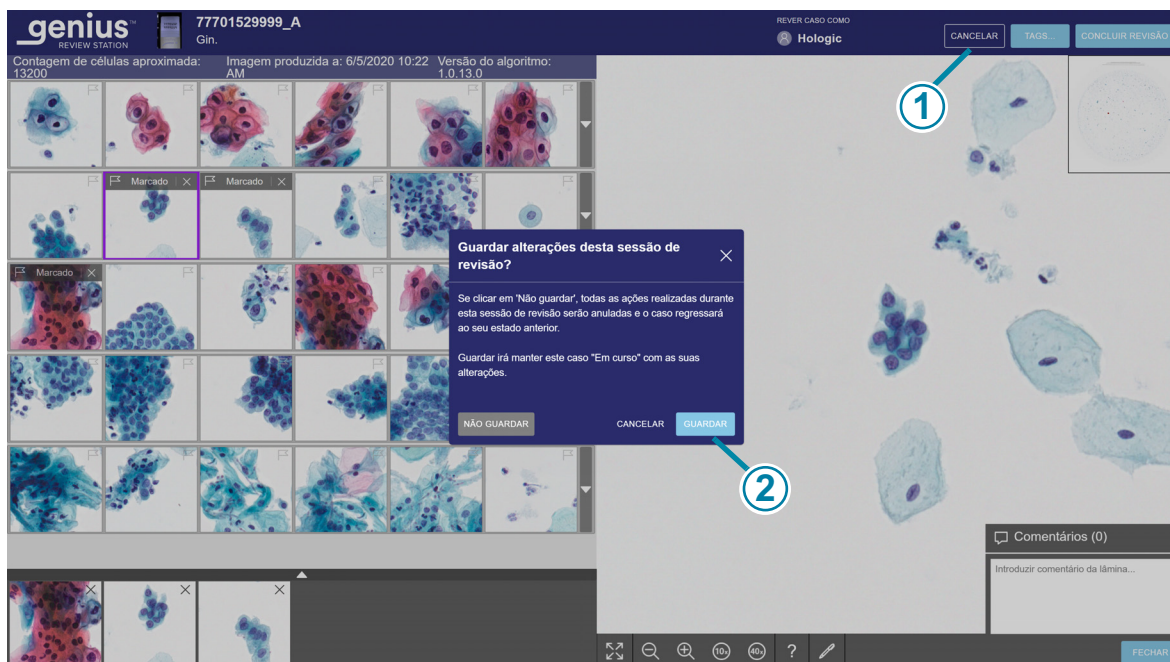 genius™
REVIEW STATION
77701529999_A
Gin.
REVER CASO COMO
Hologic
CANCELAR
TAGS...
CONCLUIR REVISÃO
Contagem de células aproximada:
13200
Imagem produzida a: 6/5/2020 10:22
AM
Versão do algoritmo:
1.0.13.0
1
Marcado
Marcado
Marcado
Guardar alterações desta sessão de
revisão?
Se clicar em 'Não guardar', todas as ações realizadas durante
esta sessão de revisão serão anuladas e o caso regressará
ao seu estado anterior.
Guardar irá manter este caso "Em curso" com as suas
alterações.
NÃO GUARDAR
CANCELAR
GUARDAR
2
Comentários (0)
Introduzir comentário da lâmina...
10x
40x
?
FECHAR